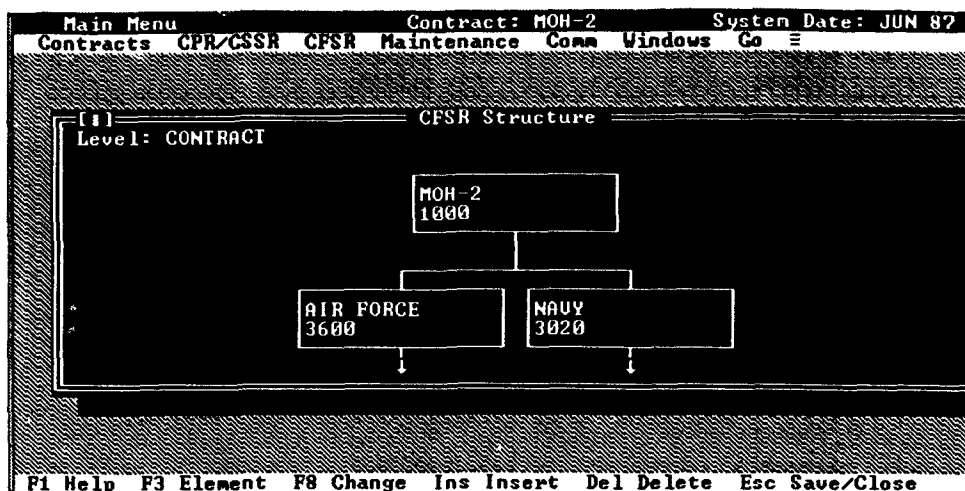 Main Menu Contract: MOH-2 System Date: JUN 87
Contracts CPR/CSSR CFSR Maintenance Comm Windows Go ≡
[↕] CFSR Structure
Level: CONTRACT
MOH-2
1000
AIR FORCE
3600
NAVY
3020
F1 Help F3 Element F8 Change Ins Insert Del Delete Esc Save/Close